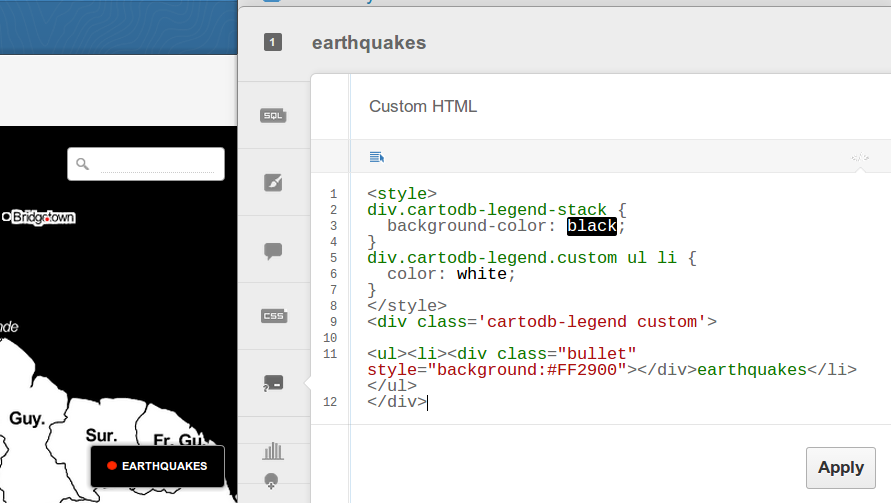 1
earthquakes
Custom HTML
SQL
</>
Bridgetown
nde
CSS
1 <style>
2 div.cartodb-legend-stack {
3 background-color: black;
4 }
5 div.cartodb-legend.custom ul li {
6 color: white;
7 }
8 </style>
9 <div class='cartodb-legend custom'>
10
11 <ul><li><div class="bullet"
style="background:#FF2900"></div>earthquakes</li>
</ul>
12 </div>
?
Guy.
Sur.
Fr. Gu.
EARTHQUAKES
Apply